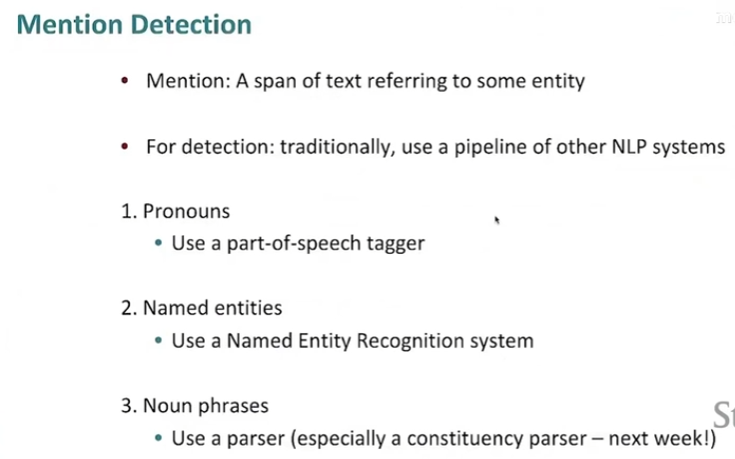 Mention Detection
• Mention: A span of text referring to some entity
• For detection: traditionally, use a pipeline of other NLP systems
1. Pronouns
• Use a part-of-speech tagger
2. Named entities
• Use a Named Entity Recognition system
3. Noun phrases
St
• Use a parser (especially a constituency parser – next week!)